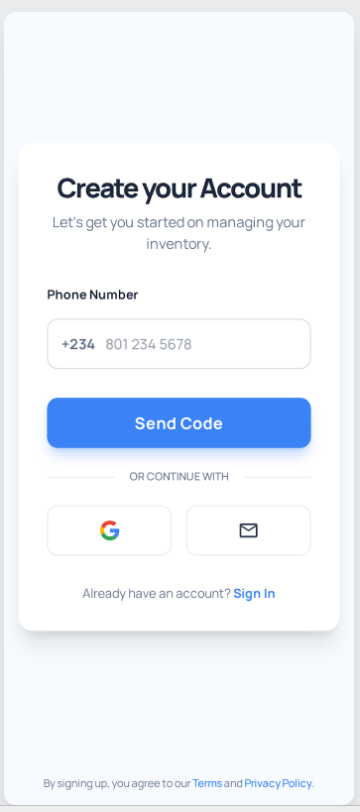 Create your Account
Let's get you started on managing your
inventory.
Phone Number
+234 801 234 5678
Send Code
OR CONTINUE WITH
Already have an account? Sign In
By signing up, you agree to our Terms and Privacy Policy.